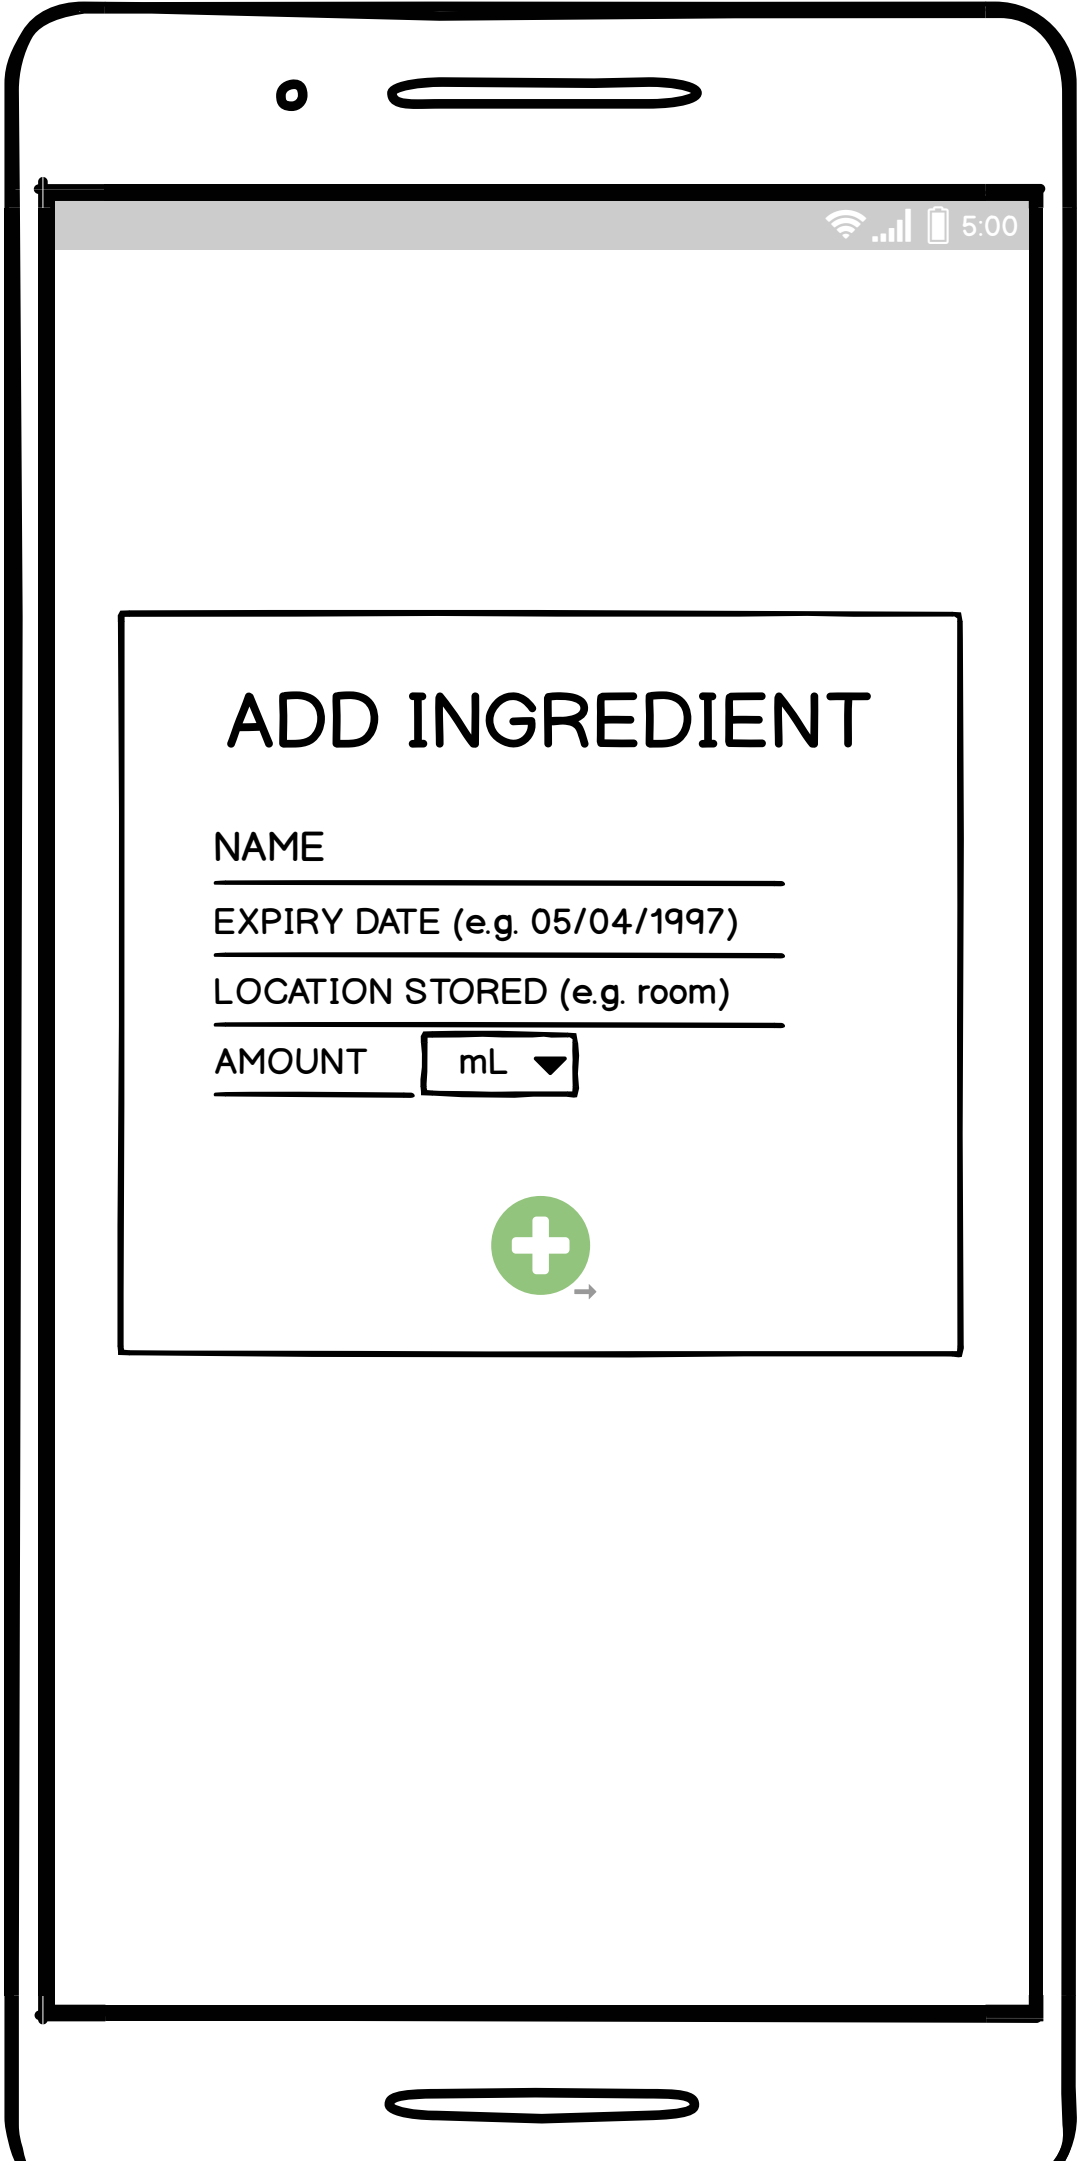 5:00
ADD INGREDIENT
NAME
EXPIRY DATE (e.g. 05/04/1997)
LOCATION STORED (e.g. room)
AMOUNT mL